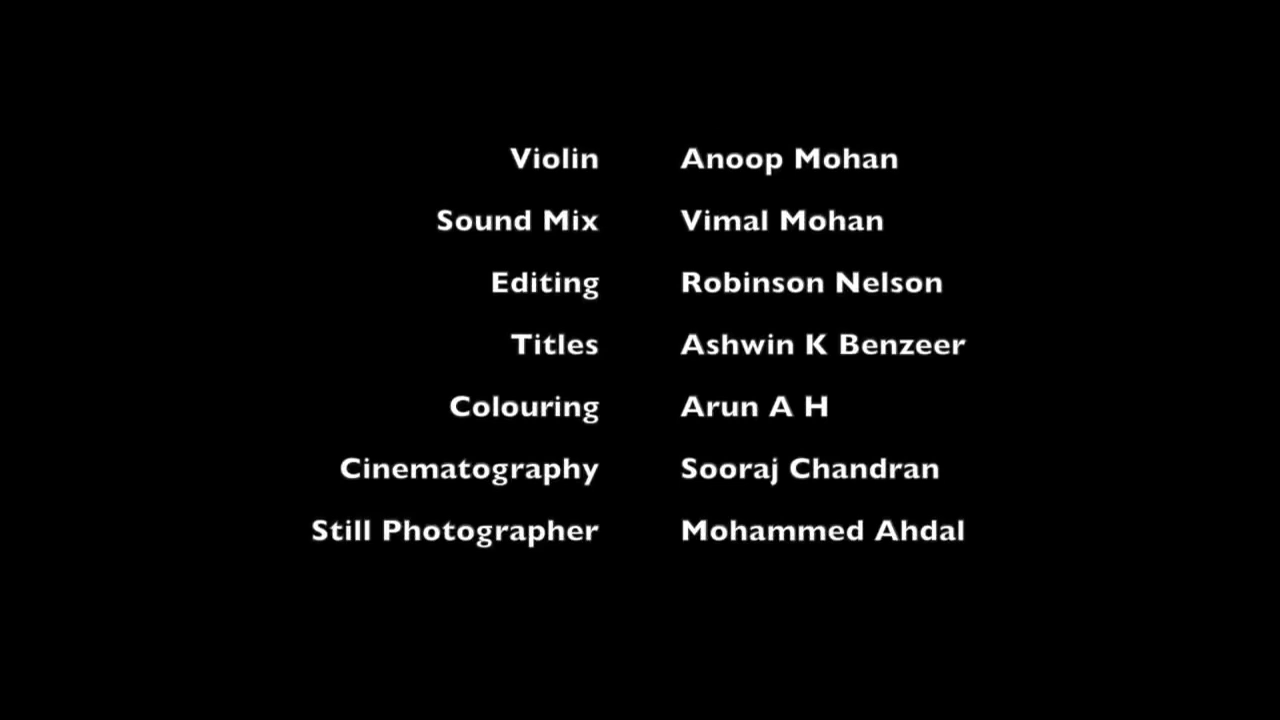 Violin Anoop Mohan
Sound Mix Vimal Mohan
Editing Robinson Nelson
Titles Ashwin K Benzeer
Colouring Arun A H
Cinematography Sooraj Chandran
Still Photographer Mohammed Ahdal